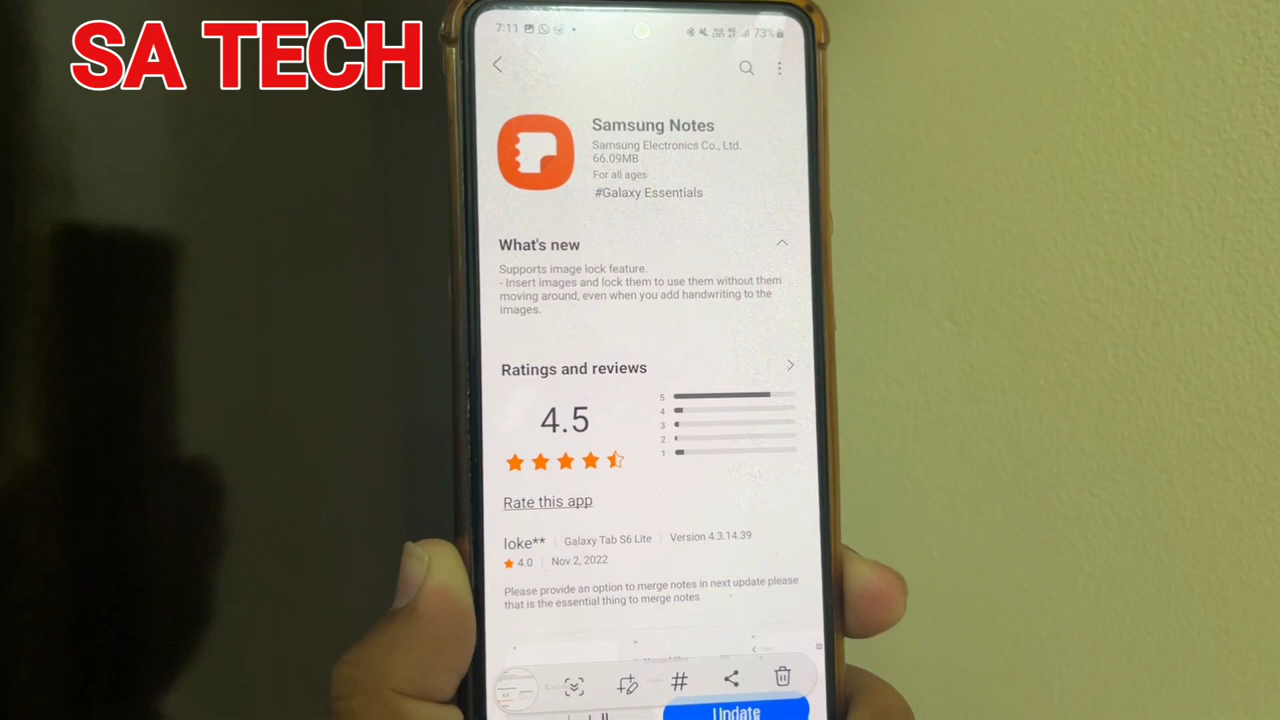 SA TECH
7:11
73%
Samsung Notes
Samsung Electronics Co., Ltd.
66.09MB
For all ages
#Galaxy Essentials
What's new
Supports image lock feature.
- Insert images and lock them to use them without them
moving around, even when you add handwriting to the
images.
Ratings and reviews
4.5
5
4
3
2
1
Rate this app
loke** | Galaxy Tab S6 Lite | Version 4.3.14.39
4.0 | Nov 2, 2022
Please provide an option to merge notes in next update please
that is the essential thing to merge notes
#
Update